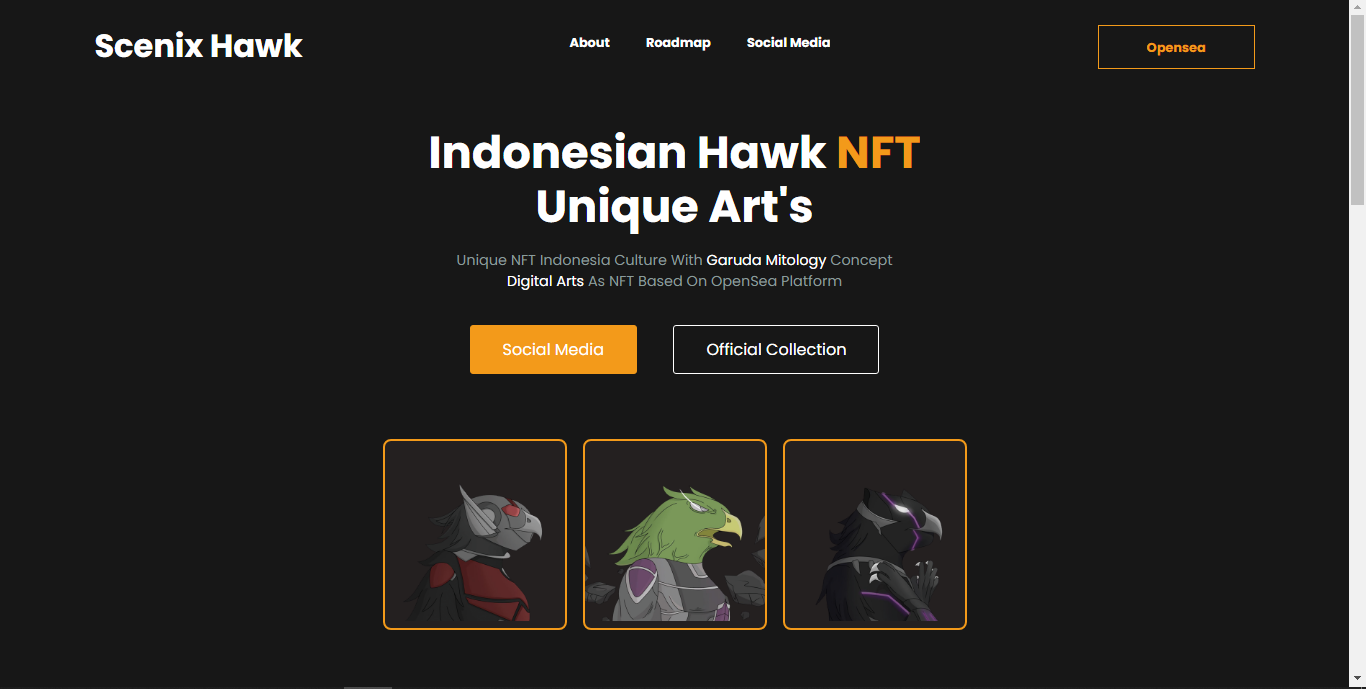 Scenix Hawk
About
Roadmap
Social Media
Opensea
Indonesian Hawk NFT
Unique Art's
Unique NFT Indonesia Culture With Garuda Mitology Concept
Digital Arts As NFT Based On OpenSea Platform
Social Media
Official Collection